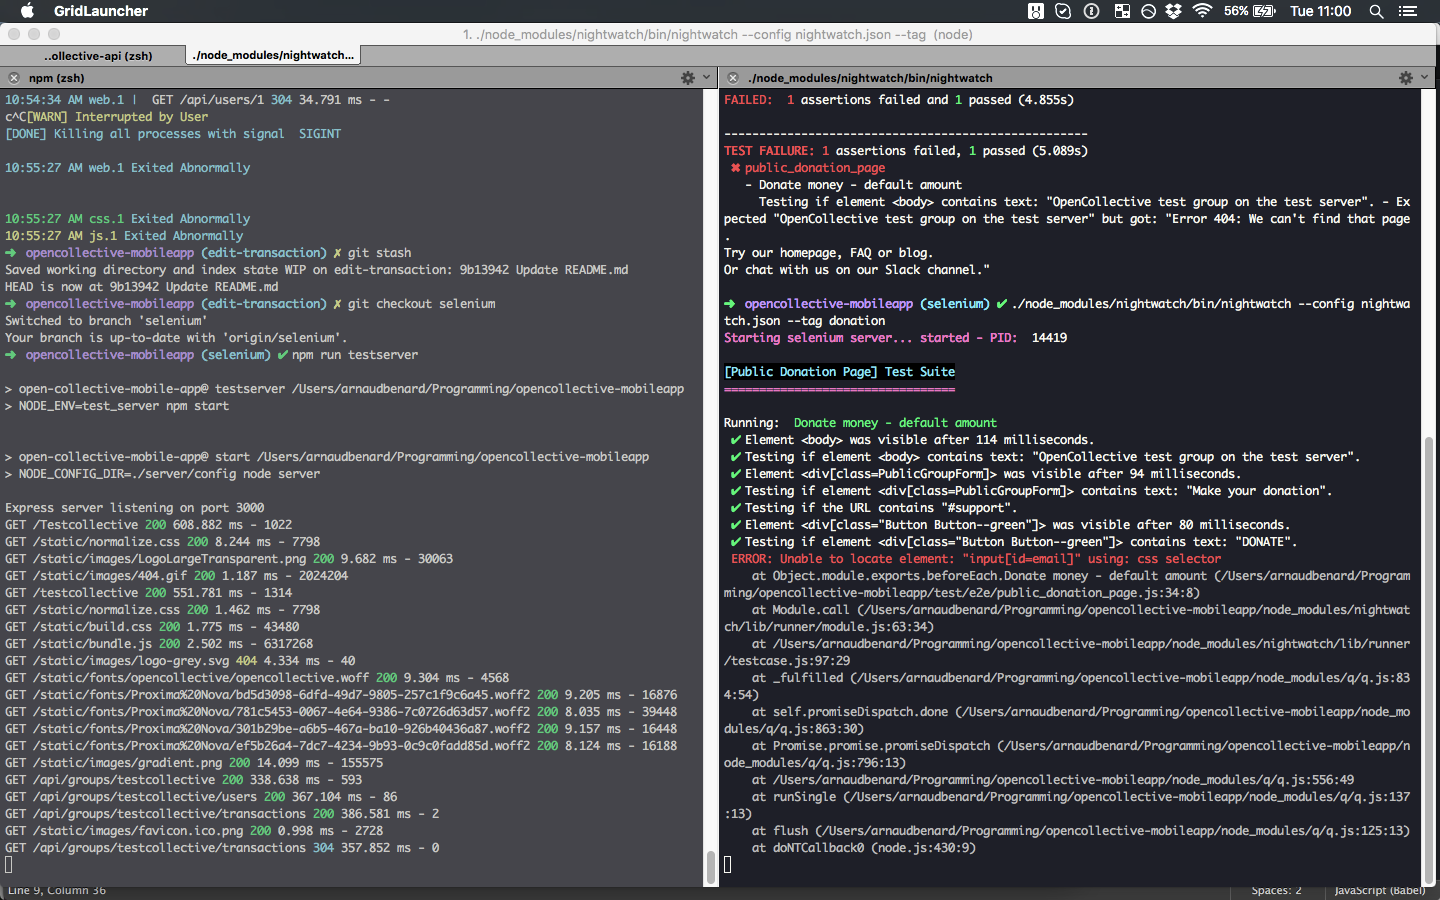 GridLauncher
56%
Tue 11:00
1. ./node_modules/nightwatch/bin/nightwatch --config nightwatch.json --tag (node)
..ollective-api (zsh)
./node_modules/nightwatch...
npm (zsh)
10:54:34 AM web.1 | GET /api/users/1 304 34.791 ms - -
c^C[WARN] Interrupted by User
[DONE] Killing all processes with signal SIGINT
10:55:27 AM web.1 Exited Abnormally
10:55:27 AM css.1 Exited Abnormally
10:55:27 AM js.1 Exited Abnormally
➜ opencollective-mobileapp (edit-transaction) ✗ git stash
Saved working directory and index state WIP on edit-transaction: 9b13942 Update README.md
HEAD is now at 9b13942 Update README.md
➜ opencollective-mobileapp (edit-transaction) ✗ git checkout selenium
Switched to branch 'selenium'
Your branch is up-to-date with 'origin/selenium'.
➜ opencollective-mobileapp (selenium) ✔ npm run testserver
> open-collective-mobile-app@ testserver /Users/arnaudbenard/Programming/opencollective-mobileapp
> NODE_ENV=test_server npm start
> open-collective-mobile-app@ start /Users/arnaudbenard/Programming/opencollective-mobileapp
> NODE_CONFIG_DIR=./server/config node server
Express server listening on port 3000
GET /Testcollective 200 608.882 ms - 1022
GET /static/normalize.css 200 8.244 ms - 7798
GET /static/images/LogoLargeTransparent.png 200 9.682 ms - 30063
GET /static/images/404.gif 200 1.187 ms - 2024204
GET /testcollective 200 551.781 ms - 1314
GET /static/normalize.css 200 1.462 ms - 7798
GET /static/build.css 200 1.775 ms - 43480
GET /static/bundle.js 200 2.502 ms - 6317268
GET /static/images/logo-grey.svg 404 4.334 ms - 40
GET /static/fonts/opencollective/opencollective.woff 200 9.304 ms - 4568
GET /static/fonts/Proxima%20Nova/bd5d3098-6dfd-49d7-9805-257c1f9c6a45.woff2 200 9.205 ms - 16876
GET /static/fonts/Proxima%20Nova/781c5453-0067-4e64-9386-7c0726d63d57.woff2 200 8.035 ms - 39448
GET /static/fonts/Proxima%20Nova/301b29be-a6b5-467a-ba10-926b40436a87.woff2 200 9.157 ms - 16448
GET /static/fonts/Proxima%20Nova/ef5b26a4-7dc7-4234-9b93-0c9c0fadd85d.woff2 200 8.124 ms - 16188
GET /static/images/gradient.png 200 14.099 ms - 155575
GET /api/groups/testcollective 200 338.638 ms - 593
GET /api/groups/testcollective/users 200 367.104 ms - 86
GET /api/groups/testcollective/transactions 200 386.581 ms - 2
GET /static/images/favicon.ico.png 200 0.998 ms - 2728
GET /api/groups/testcollective/transactions 304 357.852 ms - 0
./node_modules/nightwatch/bin/nightwatch
FAILED: 1 assertions failed and 1 passed (4.855s)
----------------------------------------------------
TEST FAILURE: 1 assertions failed, 1 passed (5.089s)
✖ public_donation_page
- Donate money - default amount
Testing if element <body> contains text: "OpenCollective test group on the test server". - Ex
pected "OpenCollective test group on the test server" but got: "Error 404: We can't find that page
.
Try our homepage, FAQ or blog.
Or chat with us on our Slack channel."
➜ opencollective-mobileapp (selenium) ✔ ./node_modules/nightwatch/bin/nightwatch --config nightwa
tch.json --tag donation
Starting selenium server... started - PID: 14419
[Public Donation Page] Test Suite
=================================
Running: Donate money - default amount
✔ Element <body> was visible after 114 milliseconds.
✔ Testing if element <body> contains text: "OpenCollective test group on the test server".
✔ Element <div[class=PublicGroupForm]> was visible after 94 milliseconds.
✔ Testing if element <div[class=PublicGroupForm]> contains text: "Make your donation".
✔ Testing if the URL contains "#support".
✔ Element <div[class="Button Button--green"]> was visible after 80 milliseconds.
✔ Testing if element <div[class="Button Button--green"]> contains text: "DONATE".
ERROR: Unable to locate element: "input[id=email]" using: css selector
at Object.module.exports.beforeEach.Donate money - default amount (/Users/arnaudbenard/Program
ming/opencollective-mobileapp/test/e2e/public_donation_page.js:34:8)
at Module.call (/Users/arnaudbenard/Programming/opencollective-mobileapp/node_modules/nightwat
ch/lib/runner/module.js:63:34)
at /Users/arnaudbenard/Programming/opencollective-mobileapp/node_modules/nightwatch/lib/runner
/testcase.js:97:29
at _fulfilled (/Users/arnaudbenard/Programming/opencollective-mobileapp/node_modules/q/q.js:83
4:54)
at self.promiseDispatch.done (/Users/arnaudbenard/Programming/opencollective-mobileapp/node_mo
dules/q/q.js:863:30)
at Promise.promise.promiseDispatch (/Users/arnaudbenard/Programming/opencollective-mobileapp/n
ode_modules/q/q.js:796:13)
at /Users/arnaudbenard/Programming/opencollective-mobileapp/node_modules/q/q.js:556:49
at runSingle (/Users/arnaudbenard/Programming/opencollective-mobileapp/node_modules/q/q.js:137
:13)
at flush (/Users/arnaudbenard/Programming/opencollective-mobileapp/node_modules/q/q.js:125:13)
at doNTCallback0 (node.js:430:9)
Line 9, Column 36
Spaces: 2
JavaScript (Babel)